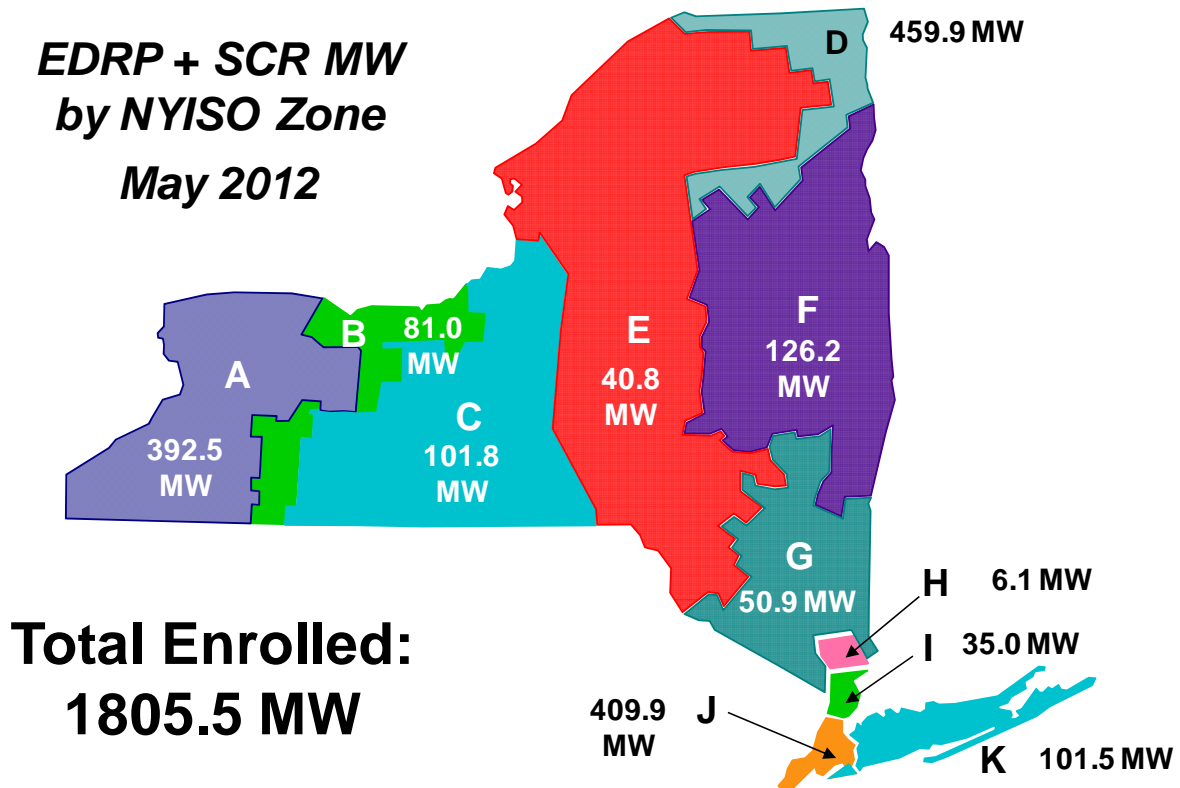 EDRP + SCR MW
by NYISO Zone
May 2012
D
459.9 MW
B
81.0
MW
A
392.5
MW
C
101.8
MW
E
40.8
MW
F
126.2
MW
G
50.9 MW
H
6.1 MW
I
35.0 MW
409.9
MW
J
K
101.5 MW
Total Enrolled:
1805.5 MW